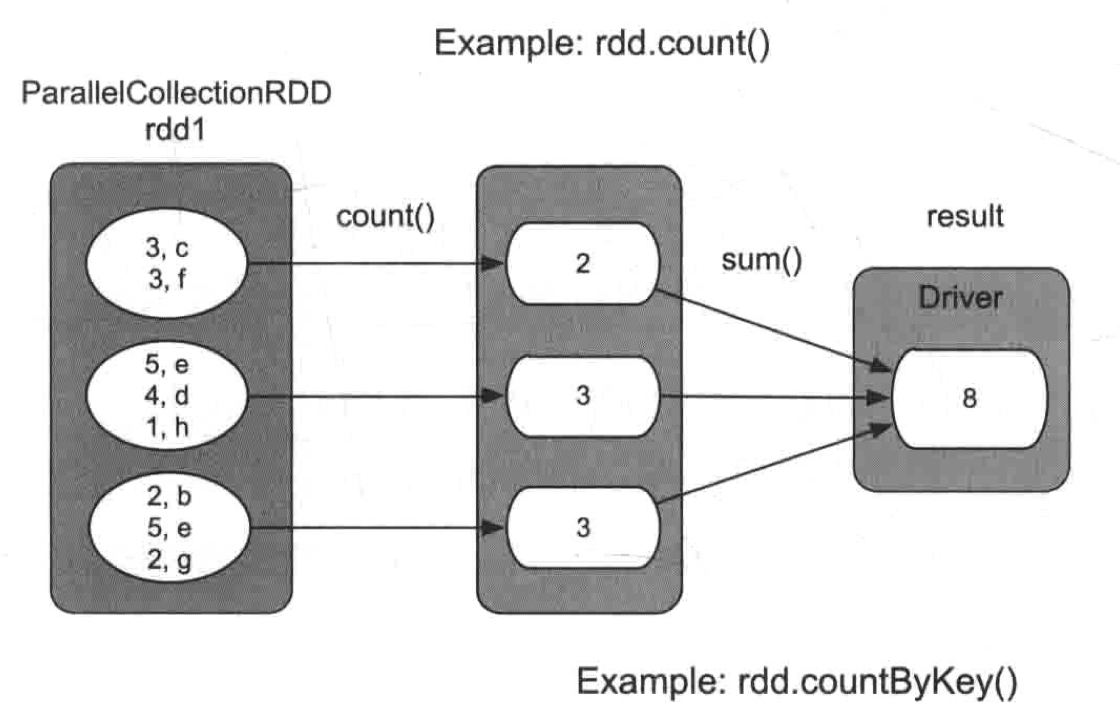 Example: rdd.count()
ParallelCollectionRDD
rdd1
count()
sum()
result
Driver
3, c
3, f
5, e
4, d
1, h
2, b
5, e
2, g
2
3
3
8
Example: rdd.countByKey()